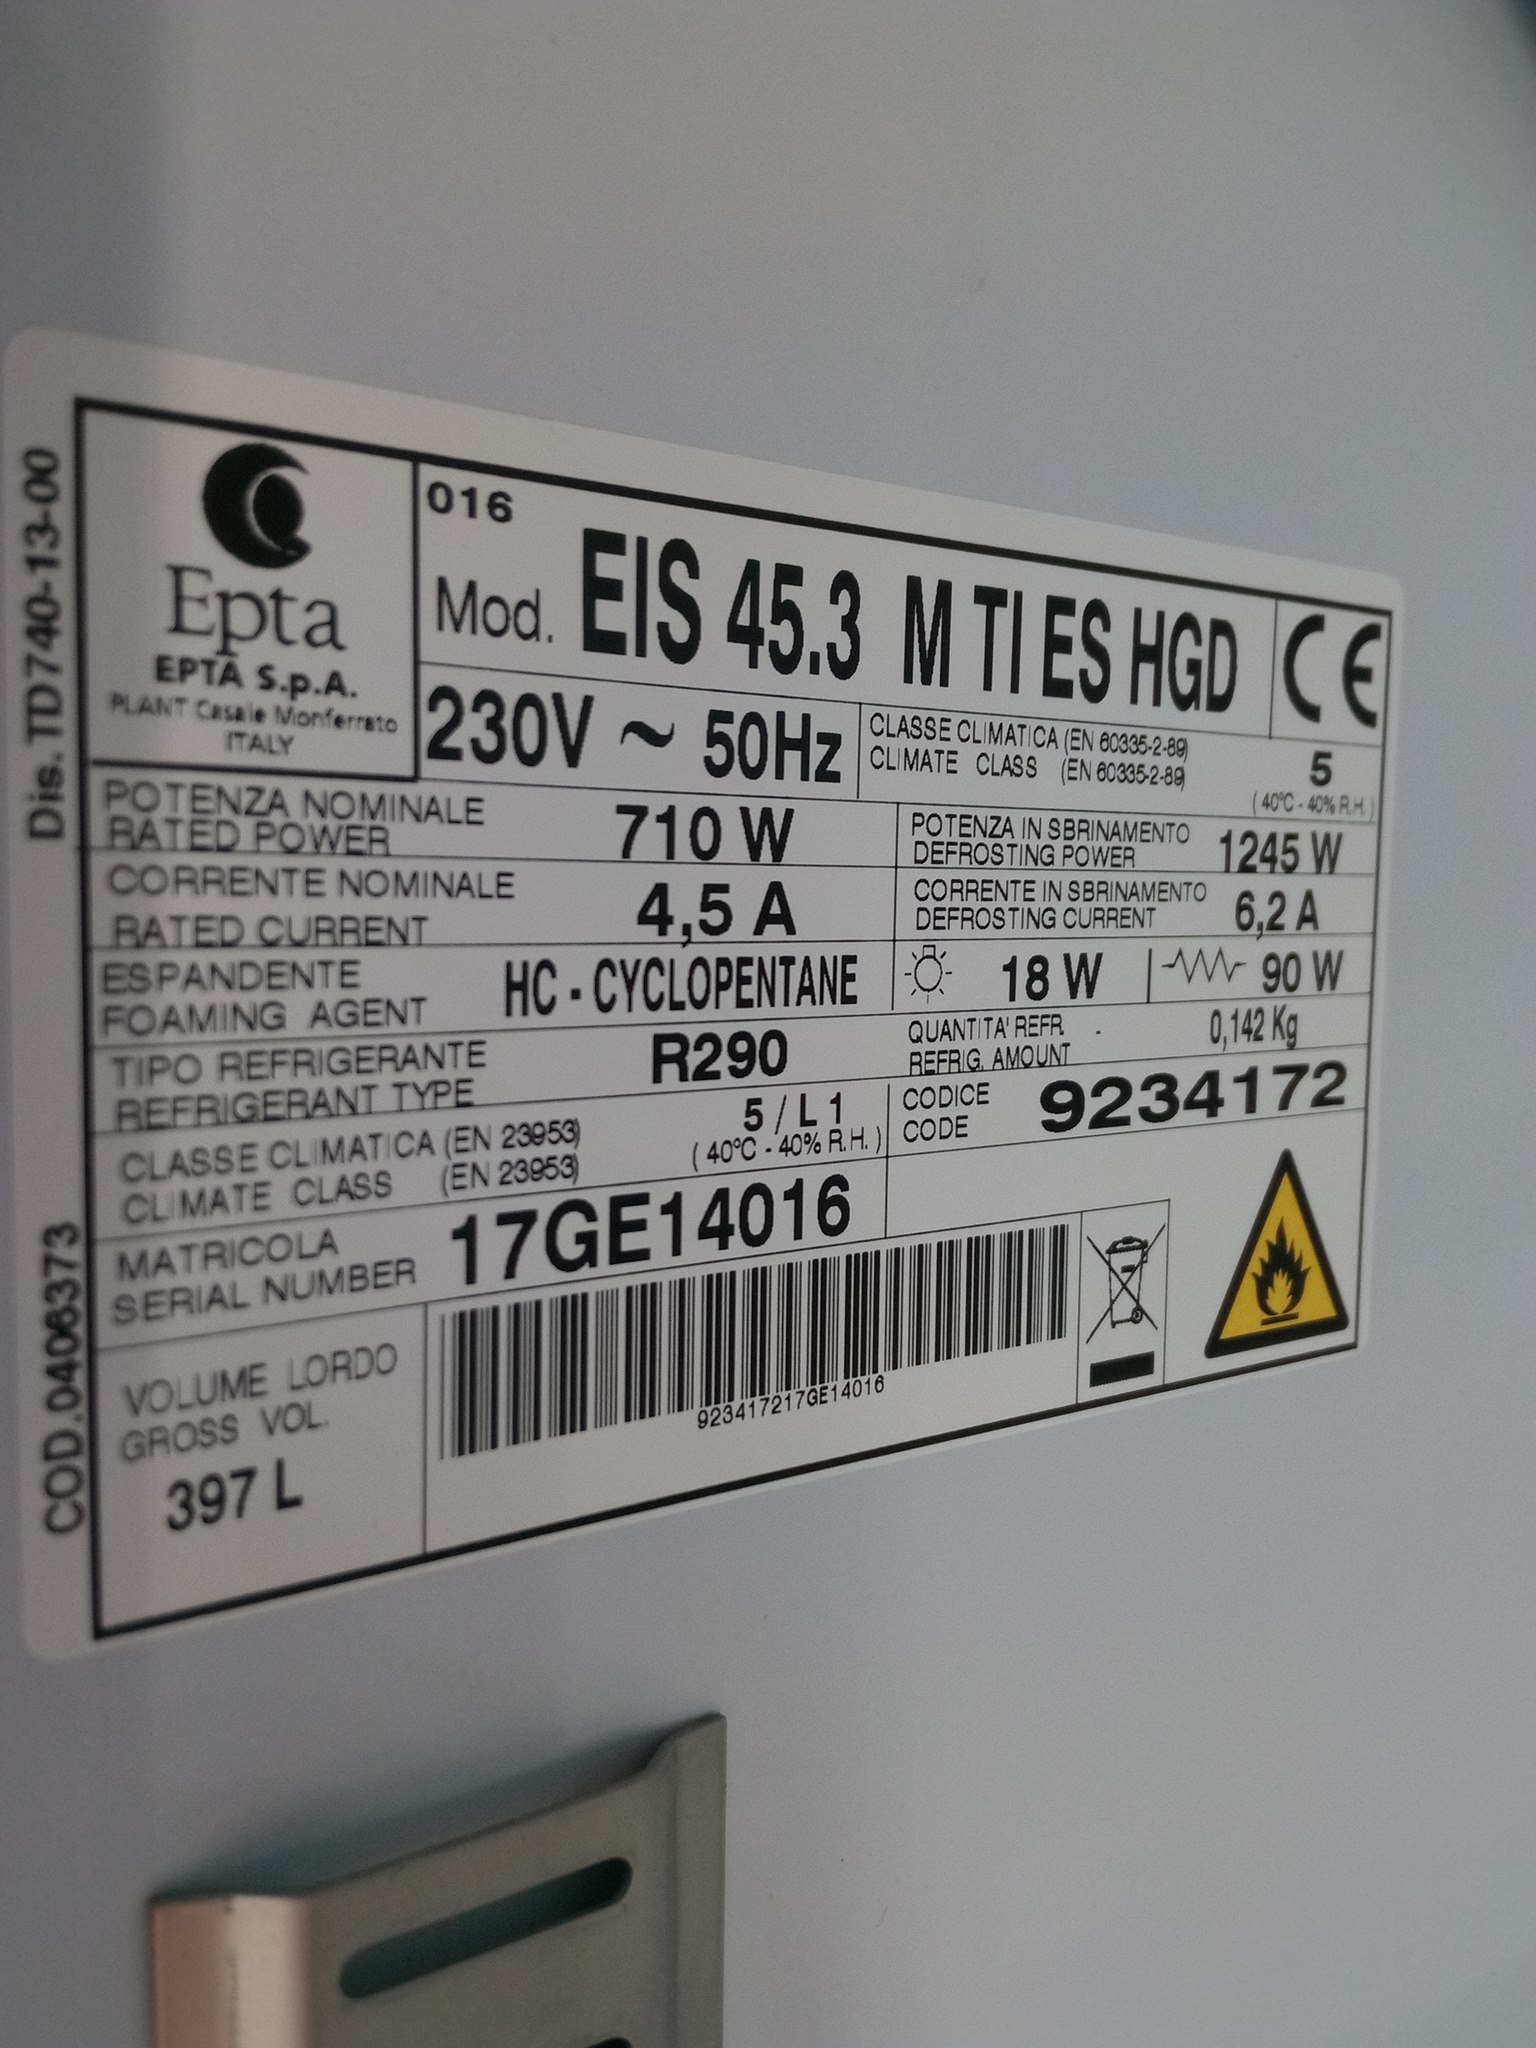 Dis. TD740-13-00
COD.0406373
Epta
EPTA S.p.A.
PLANT Casale Monferrato
ITALY
016
Mod. EIS 45.3 M TI ES HGD
CE
230V ~ 50Hz
CLASSE CLIMATICA (EN 60335-2-89)
CLIMATE CLASS (EN 60335-2-89)
5
(40°C - 40% R.H.)
POTENZA NOMINALE
RATED POWER
710 W
POTENZA IN SBRINAMENTO
DEFROSTING POWER
1245 W
CORRENTE NOMINALE
RATED CURRENT
4,5 A
CORRENTE IN SBRINAMENTO
DEFROSTING CURRENT
6,2 A
ESPANDENTE
FOAMING AGENT
HC - CYCLOPENTANE
18 W
90 W
TIPO REFRIGERANTE
REFRIGERANT TYPE
R290
QUANTITA' REFR.
REFRIG. AMOUNT
0,142 Kg
CLASSE CLIMATICA (EN 23953)
CLIMATE CLASS (EN 23953)
5 / L 1
(40°C - 40% R.H.)
CODICE
CODE
9234172
MATRICOLA
SERIAL NUMBER
17GE14016
VOLUME LORDO
GROSS VOL.
397 L
923417217GE14016